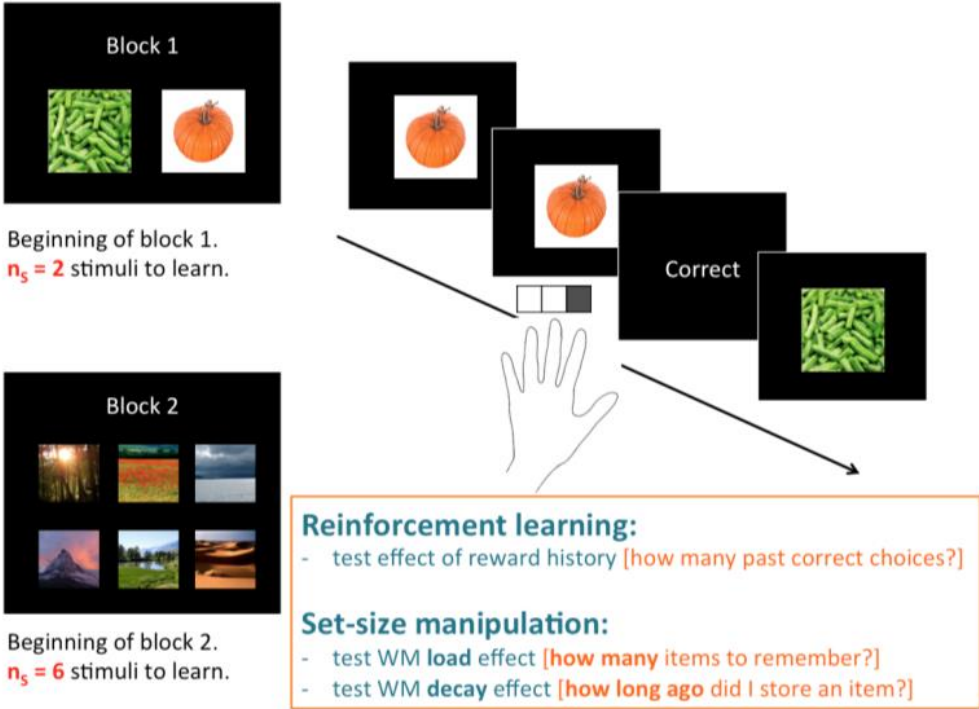 Block 1
Beginning of block 1.
nₛ = 2 stimuli to learn.
Correct
Block 2
Beginning of block 2.
nₛ = 6 stimuli to learn.
Reinforcement learning:
- test effect of reward history [how many past correct choices?]
Set-size manipulation:
- test WM load effect [how many items to remember?]
- test WM decay effect [how long ago did I store an item?]